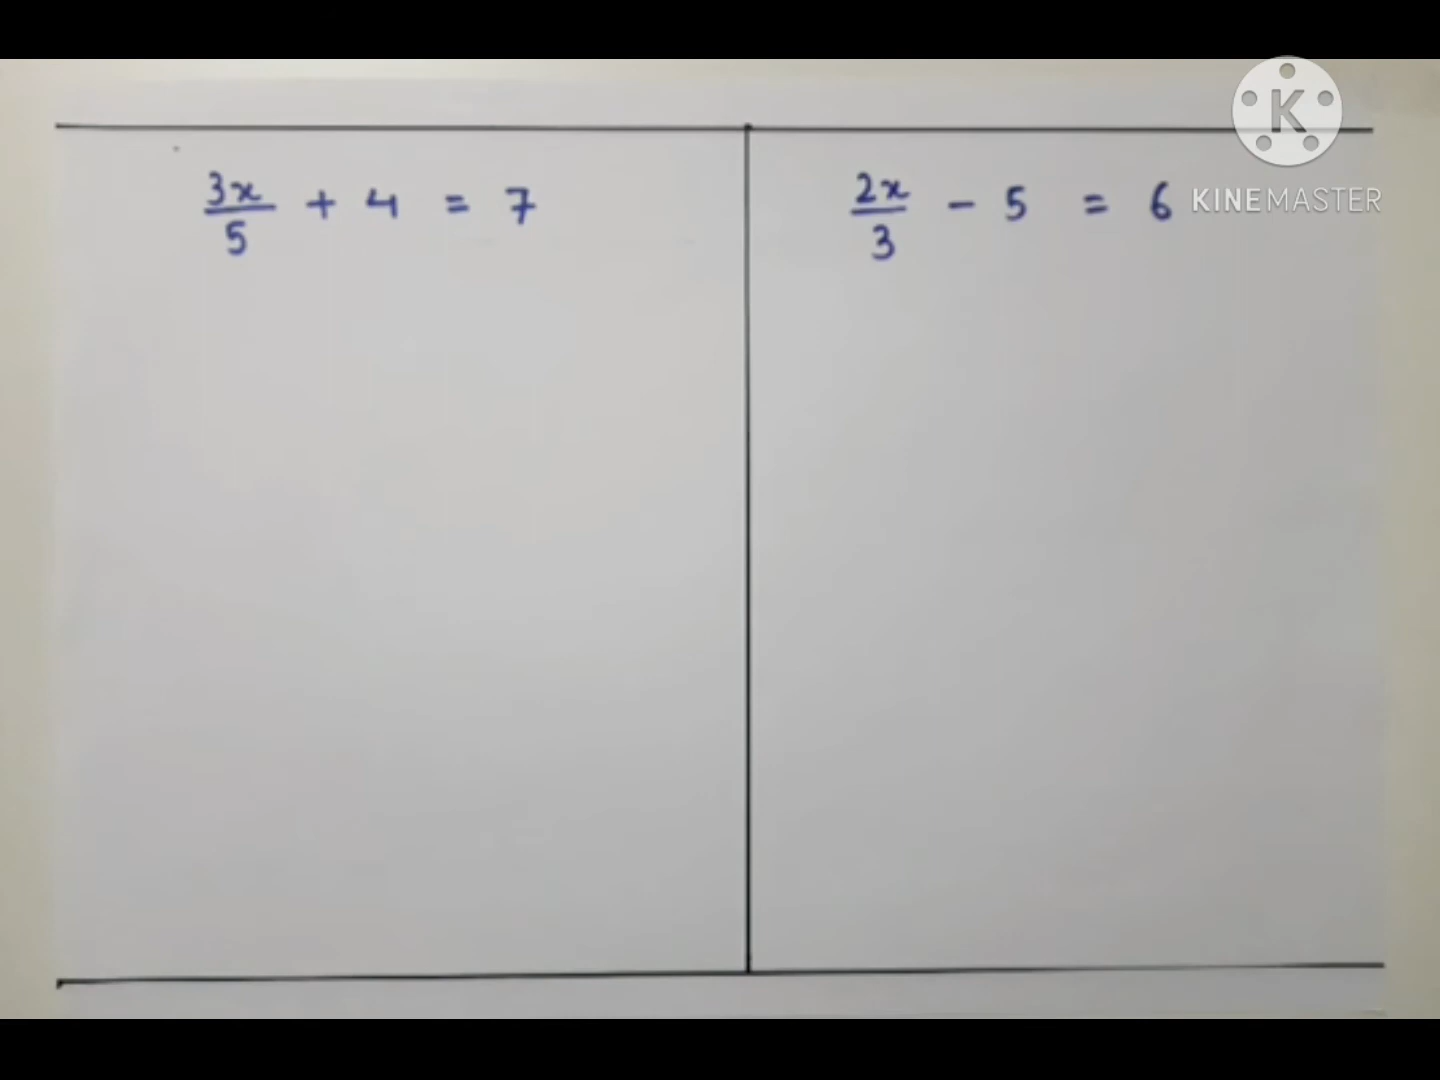 3x/5 + 4 = 7
2x/3 - 5 = 6
KINEMASTER